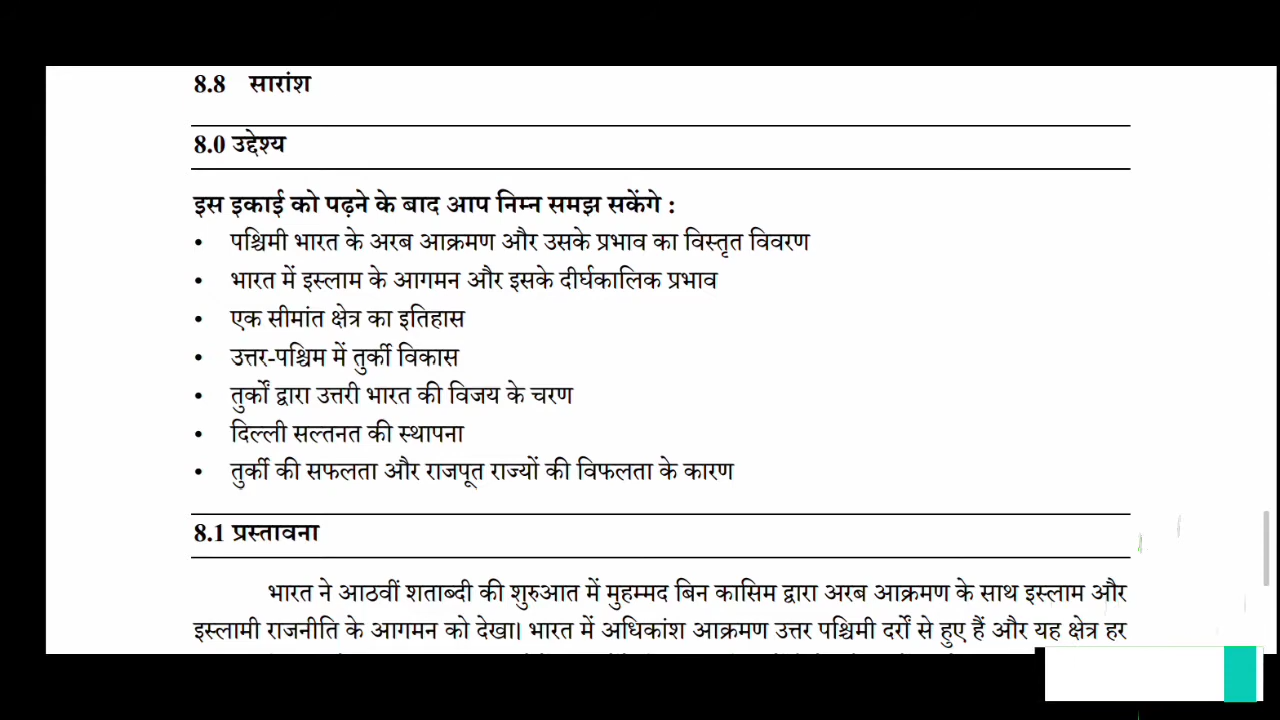 8.8 सारांश
8.0 उद्देश्य
इस इकाई को पढ़ने के बाद आप निम्न समझ सकेंगे :
• पश्चिमी भारत के अरब आक्रमण और उसके प्रभाव का विस्तृत विवरण
• भारत में इस्लाम के आगमन और इसके दीर्घकालिक प्रभाव
• एक सीमांत क्षेत्र का इतिहास
• उत्तर-पश्चिम में तुर्की विकास
• तुर्कों द्वारा उत्तरी भारत की विजय के चरण
• दिल्ली सल्तनत की स्थापना
• तुर्की की सफलता और राजपूत राज्यों की विफलता के कारण
8.1 प्रस्तावना
भारत ने आठवीं शताब्दी की शुरुआत में मुहम्मद बिन कासिम द्वारा अरब आक्रमण के साथ इस्लाम और
इस्लामी राजनीति के आगमन को देखा। भारत में अधिकांश आक्रमण उत्तर पश्चिमी दर्रों से हुए हैं और यह क्षेत्र हर